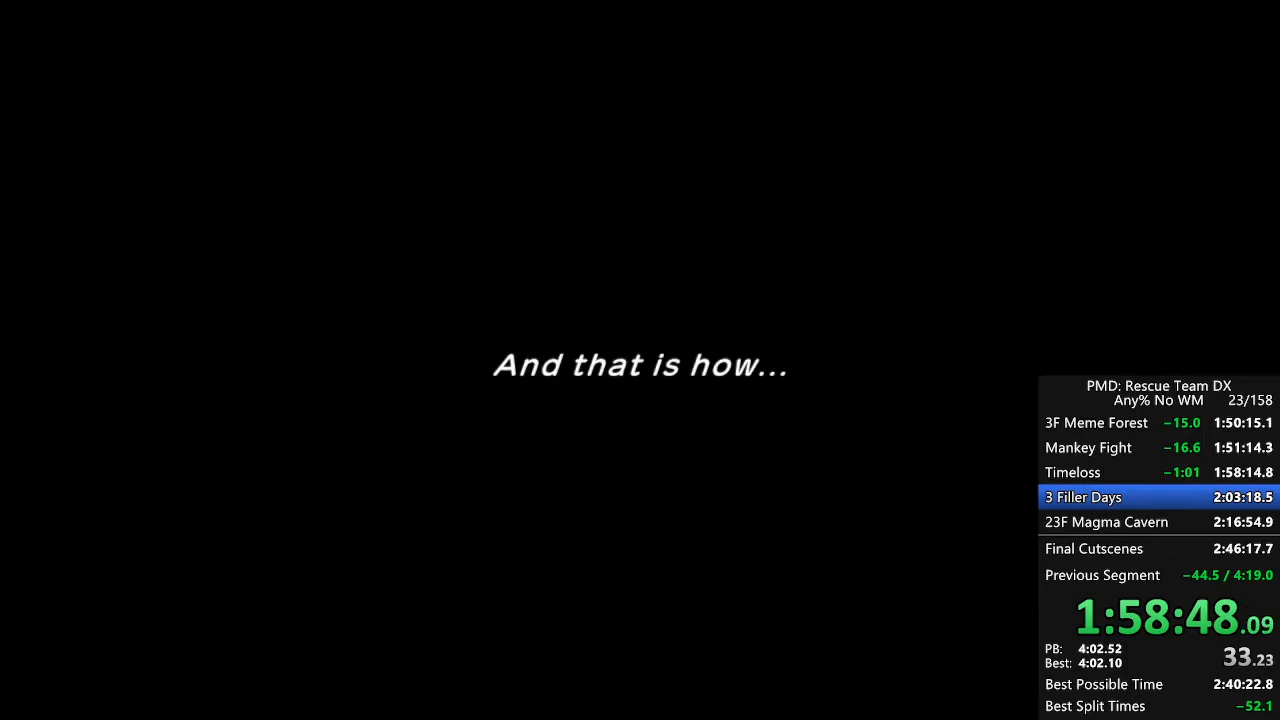 And that is how...
PMD: Rescue Team DX
Any% No WM 23/158
3F Meme Forest −15.0 1:50:15.1
Mankey Fight −16.6 1:51:14.3
Timeloss −1:01 1:58:14.8
3 Filler Days 2:03:18.5
23F Magma Cavern 2:16:54.9
Final Cutscenes 2:46:17.7
Previous Segment −44.5 / 4:19.0
1:58:48.09
PB: 4:02.52
Best: 4:02.10
33.23
Best Possible Time 2:40:22.8
Best Split Times −52.1